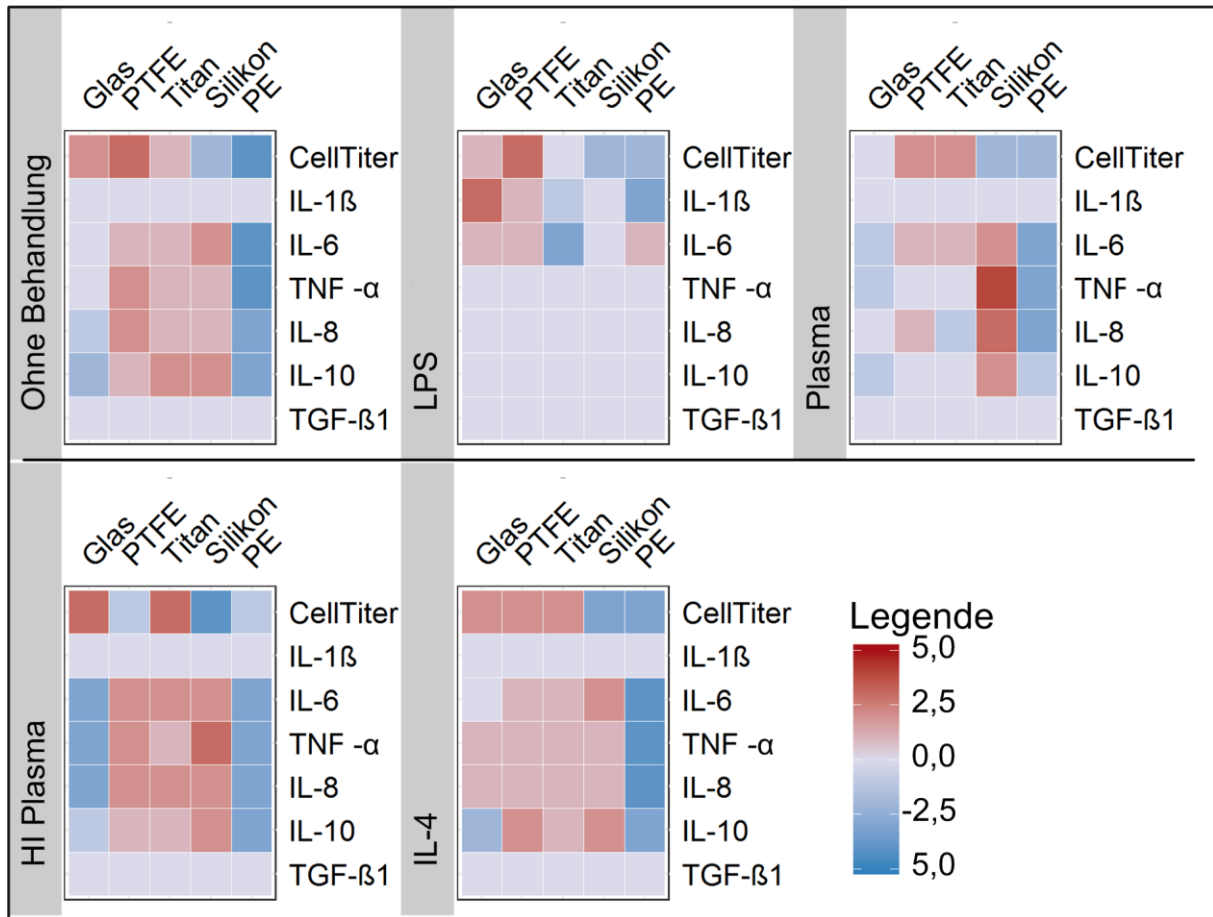 Ohne Behandlung
Glas
PTFE
Titan
Silikon
PE
CellTiter
IL-1ß
IL-6
TNF -α
IL-8
IL-10
TGF-ß1
LPS
Glas
PTFE
Titan
Silikon
PE
CellTiter
IL-1ß
IL-6
TNF -α
IL-8
IL-10
TGF-ß1
Plasma
Glas
PTFE
Titan
Silikon
PE
CellTiter
IL-1ß
IL-6
TNF -α
IL-8
IL-10
TGF-ß1
HI Plasma
Glas
PTFE
Titan
Silikon
PE
CellTiter
IL-1ß
IL-6
TNF -α
IL-8
IL-10
TGF-ß1
IL-4
Glas
PTFE
Titan
Silikon
PE
CellTiter
IL-1ß
IL-6
TNF -α
IL-8
IL-10
TGF-ß1
Legende
5,0
2,5
0,0
-2,5
5,0